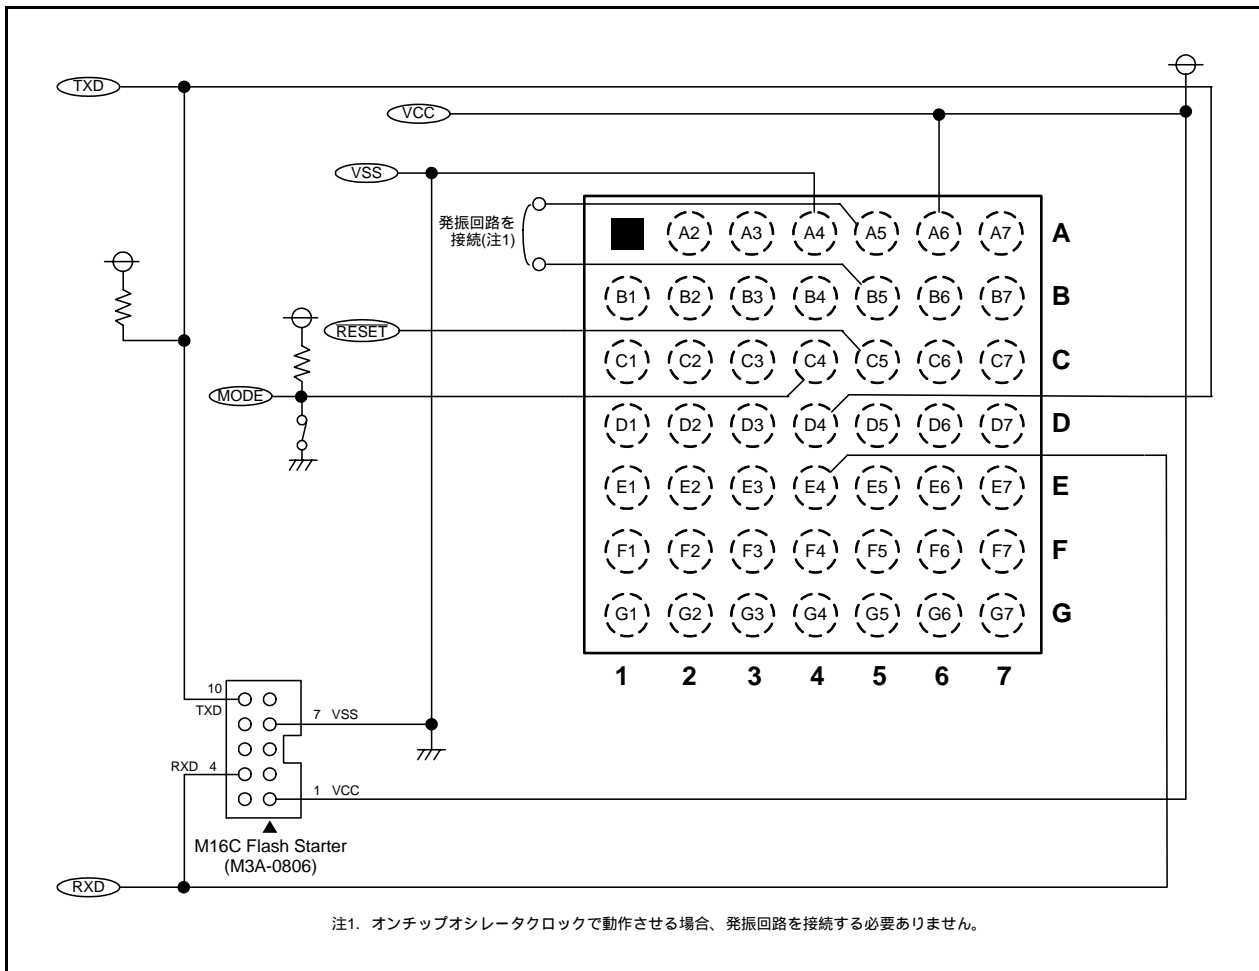 TXD
VCC
VSS
発振回路を
接続(注1)
A2 A3 A4 A5 A6 A7 A
B1 B2 B3 B4 B5 B6 B7 B
RESET
C1 C2 C3 C4 C5 C6 C7 C
MODE
D1 D2 D3 D4 D5 D6 D7 D
E1 E2 E3 E4 E5 E6 E7 E
F1 F2 F3 F4 F5 F6 F7 F
G1 G2 G3 G4 G5 G6 G7 G
1 2 3 4 5 6 7
10
TXD
7 VSS
RXD 4
1 VCC
M16C Flash Starter
(M3A-0806)
RXD
注1. オンチップオシレータクロックで動作させる場合、発振回路を接続する必要ありません。